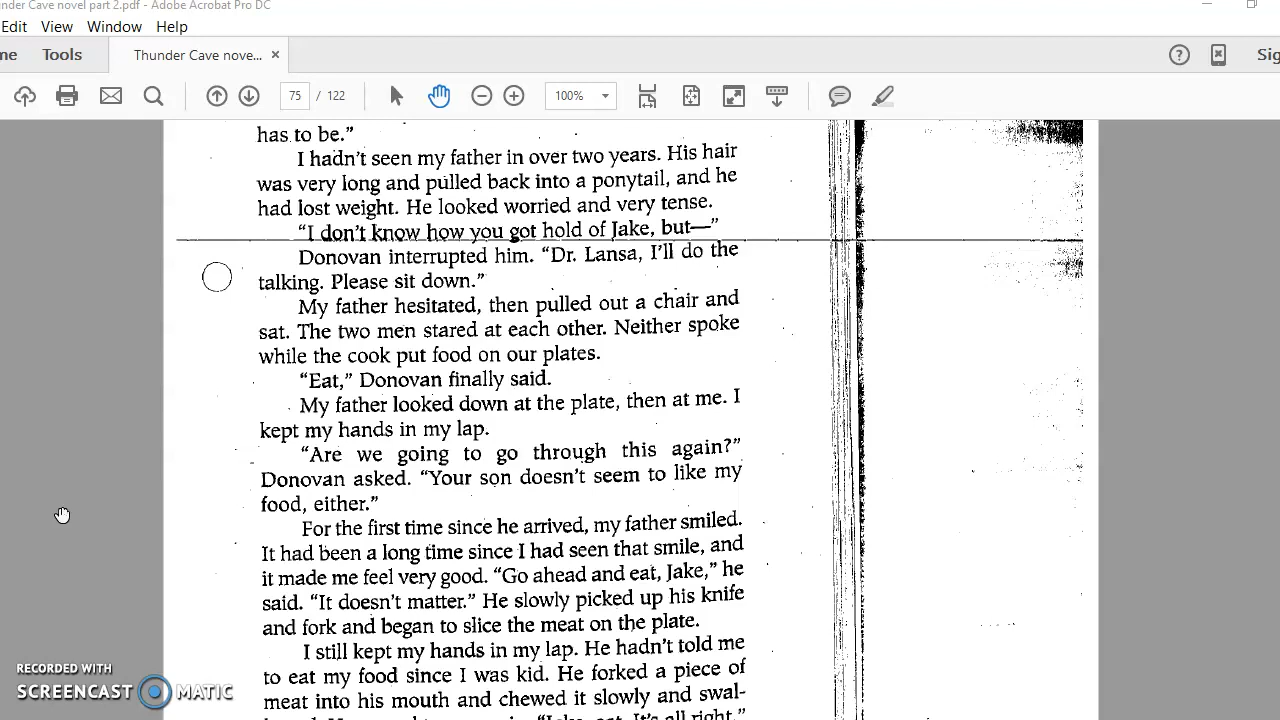 nder Cave novel part 2.pdf - Adobe Acrobat Pro DC
Edit View Window Help
me Tools Thunder Cave nove... × Sig
75 / 122 100%
has to be.”
I hadn’t seen my father in over two years. His hair
was very long and pulled back into a ponytail, and he
had lost weight. He looked worried and very tense.
“I don’t know how you got hold of Jake, but—”
Donovan interrupted him. “Dr. Lansa, I’ll do the
talking. Please sit down.”
My father hesitated, then pulled out a chair and
sat. The two men stared at each other. Neither spoke
while the cook put food on our plates.
“Eat,” Donovan finally said.
My father looked down at the plate, then at me. I
kept my hands in my lap.
“Are we going to go through this again?”
Donovan asked. “Your son doesn’t seem to like my
food, either.”
For the first time since he arrived, my father smiled.
It had been a long time since I had seen that smile, and
it made me feel very good. “Go ahead and eat, Jake,” he
said. “It doesn’t matter.” He slowly picked up his knife
and fork and began to slice the meat on the plate.
I still kept my hands in my lap. He hadn’t told me
to eat my food since I was kid. He forked a piece of
meat into his mouth and chewed it slowly and swal-
“Jake, eat. It’s all right.”
RECORDED WITH
SCREENCAST MATIC